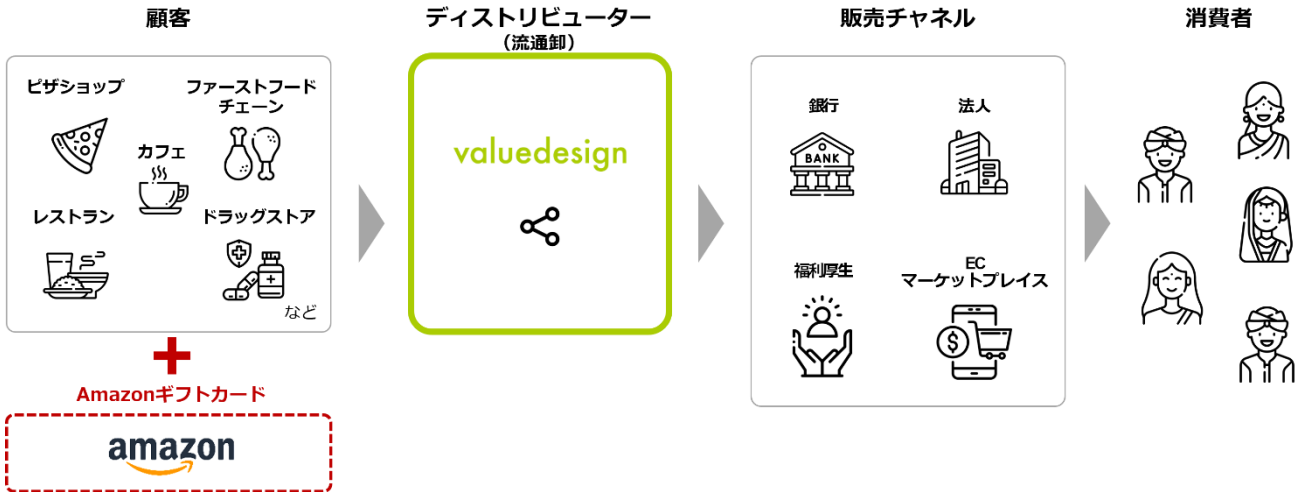 顧客
ピザショップ
ファーストフード
チェーン
カフェ
レストラン
ドラッグストア
など
+
Amazonギフトカード
amazon
ディストリビューター
（流通卸）
valuedesign
販売チャネル
銀行
BANK
法人
福利厚生
EC
マーケットプレイス
$
消費者